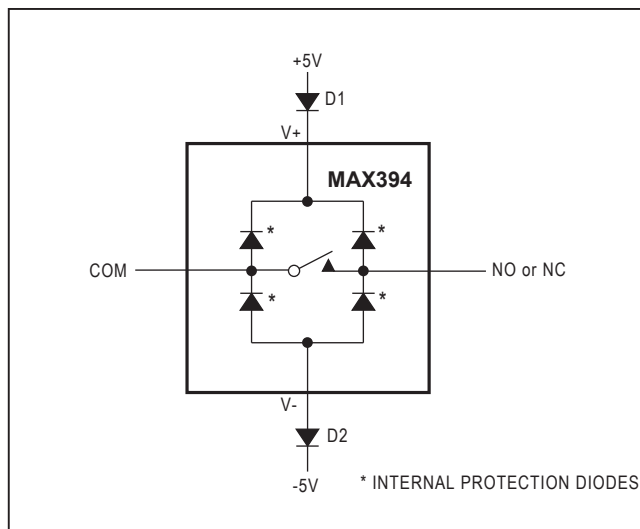 +5V
D1
V+
MAX394
*
*
COM
NO or NC
*
*
V-
D2
-5V
* INTERNAL PROTECTION DIODES